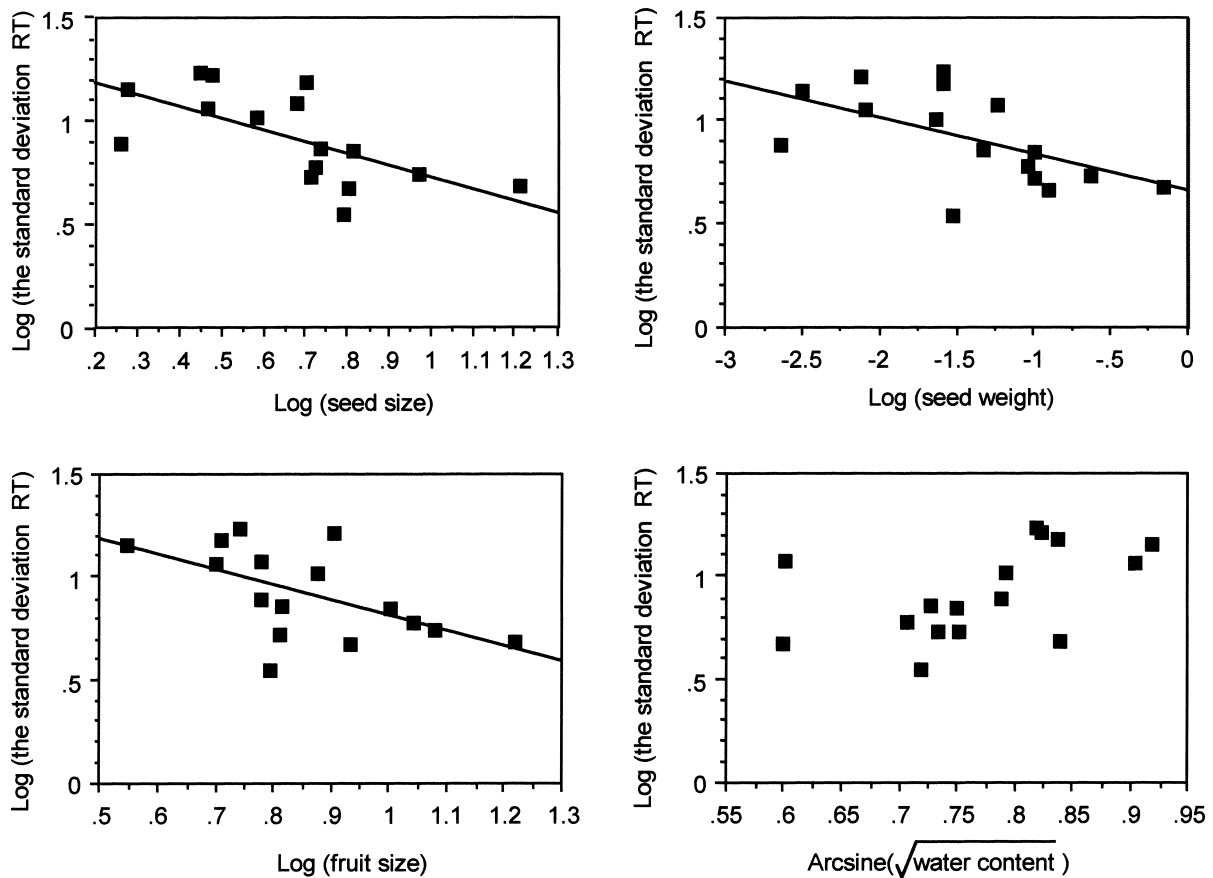 Log (the standard deviation RT)
1.5
1
.5
0
.2 .3 .4 .5 .6 .7 .8 .9 1 1.1 1.2 1.3
Log (seed size)
Log (the standard deviation RT)
1.5
1
.5
0
-3 -2.5 -2 -1.5 -1 -.5 0
Log (seed weight)
Log (the standard deviation RT)
1.5
1
.5
0
.5 .6 .7 .8 .9 1 1.1 1.2 1.3
Log (fruit size)
Log (the standard deviation RT)
1.5
1
.5
0
.55 .6 .65 .7 .75 .8 .85 .9 .95
Arcsine(√water content )